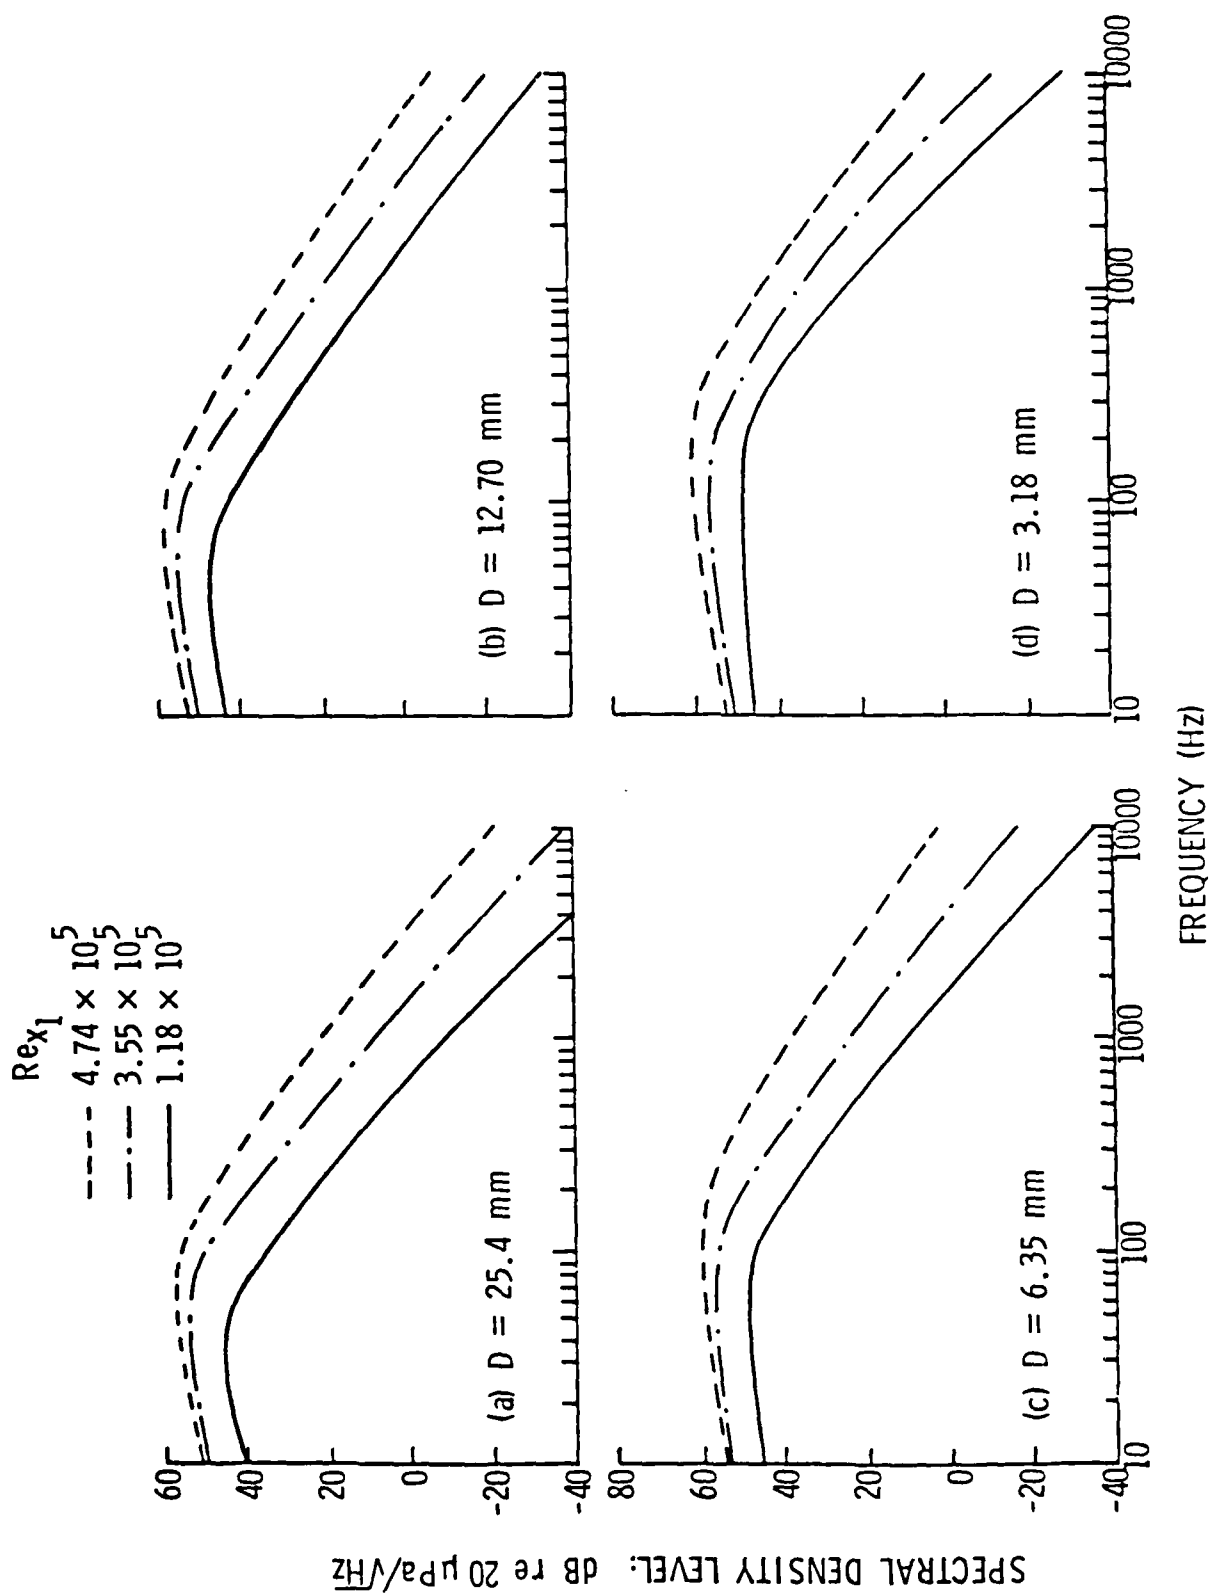 Rex1
4.74 × 10^5
3.55 × 10^5
1.18 × 10^5
SPECTRAL DENSITY LEVEL: dB re 20 μPa/√Hz
60
40
20
0
-20
-40
(a) D = 25.4 mm
(b) D = 12.70 mm
80
60
40
20
0
-20
-40
(c) D = 6.35 mm
(d) D = 3.18 mm
10
100
1000
10000
10
100
1000
10000
FREQUENCY (Hz)